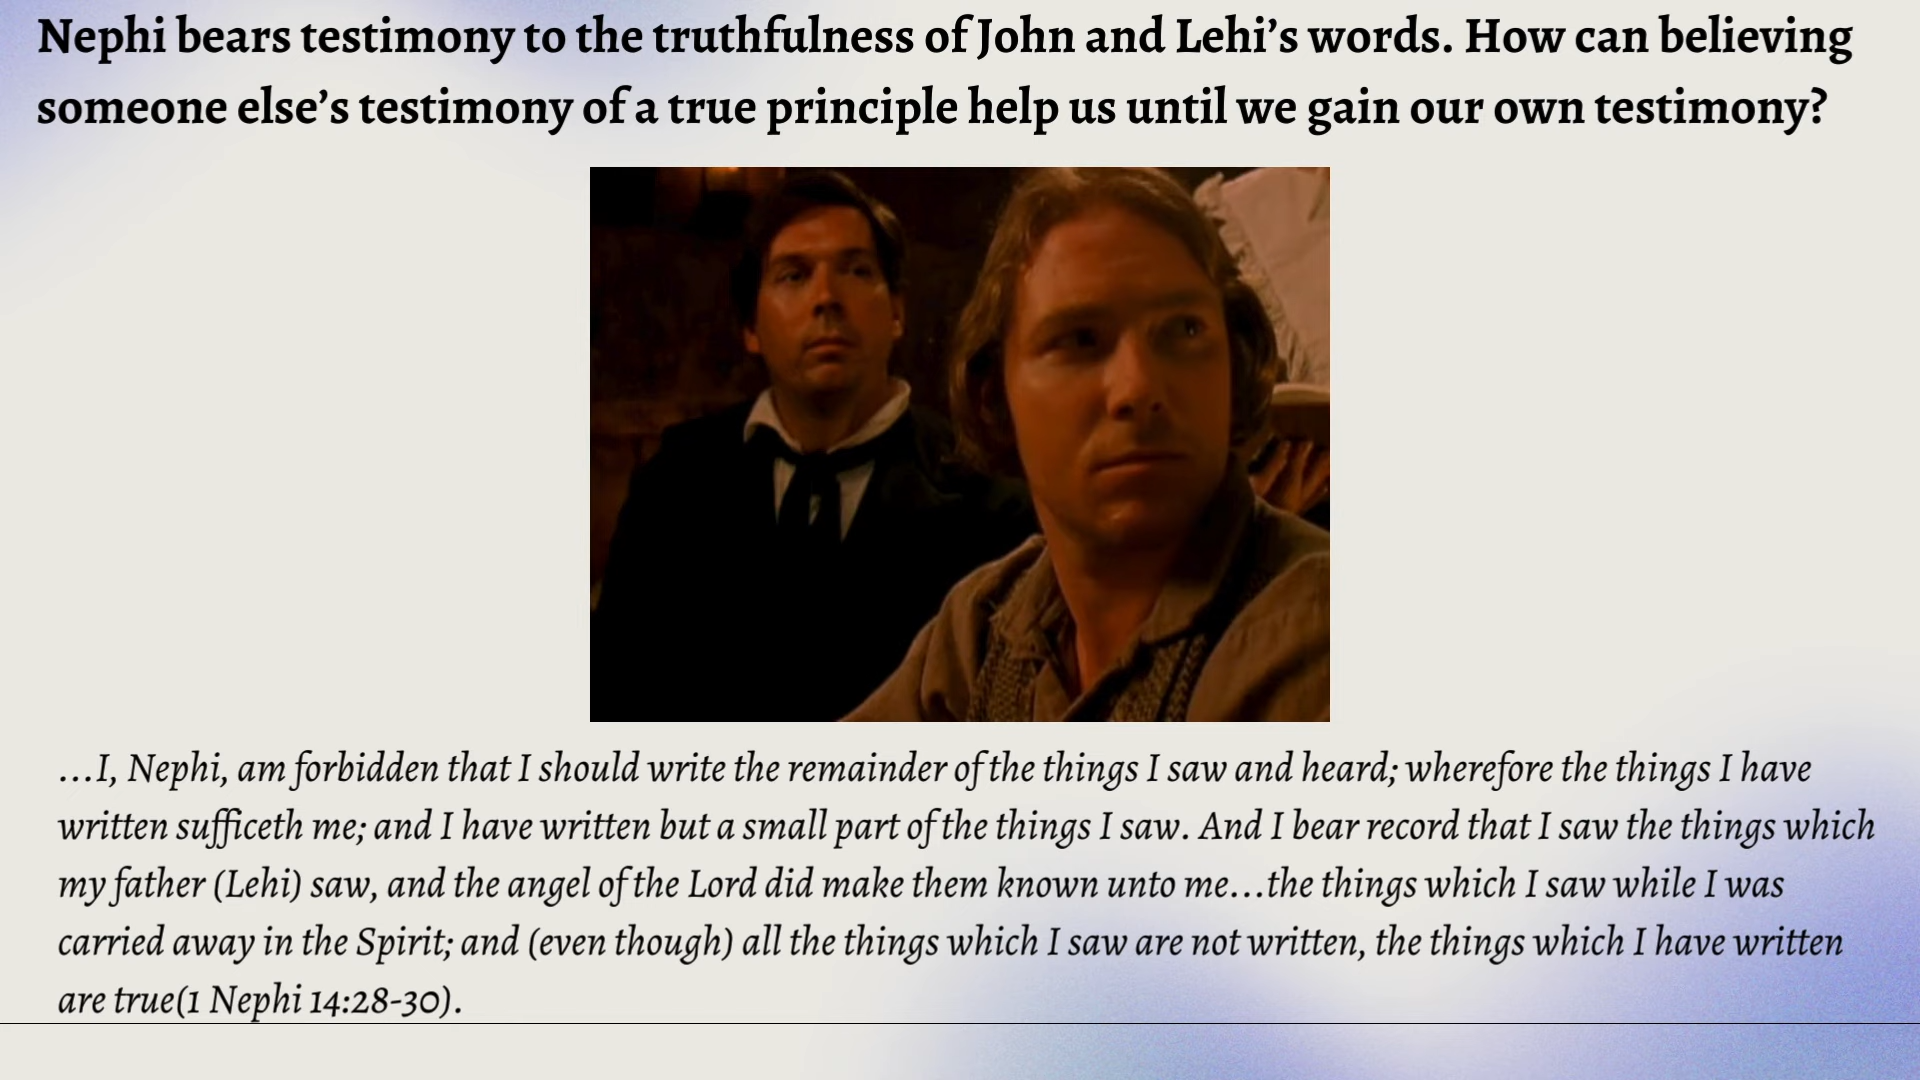 Nephi bears testimony to the truthfulness of John and Lehi’s words. How can believing
someone else’s testimony of a true principle help us until we gain our own testimony?
...I, Nephi, am forbidden that I should write the remainder of the things I saw and heard; wherefore the things I have
written sufficeth me; and I have written but a small part of the things I saw. And I bear record that I saw the things which
my father (Lehi) saw, and the angel of the Lord did make them known unto me...the things which I saw while I was
carried away in the Spirit; and (even though) all the things which I saw are not written, the things which I have written
are true(1 Nephi 14:28-30).